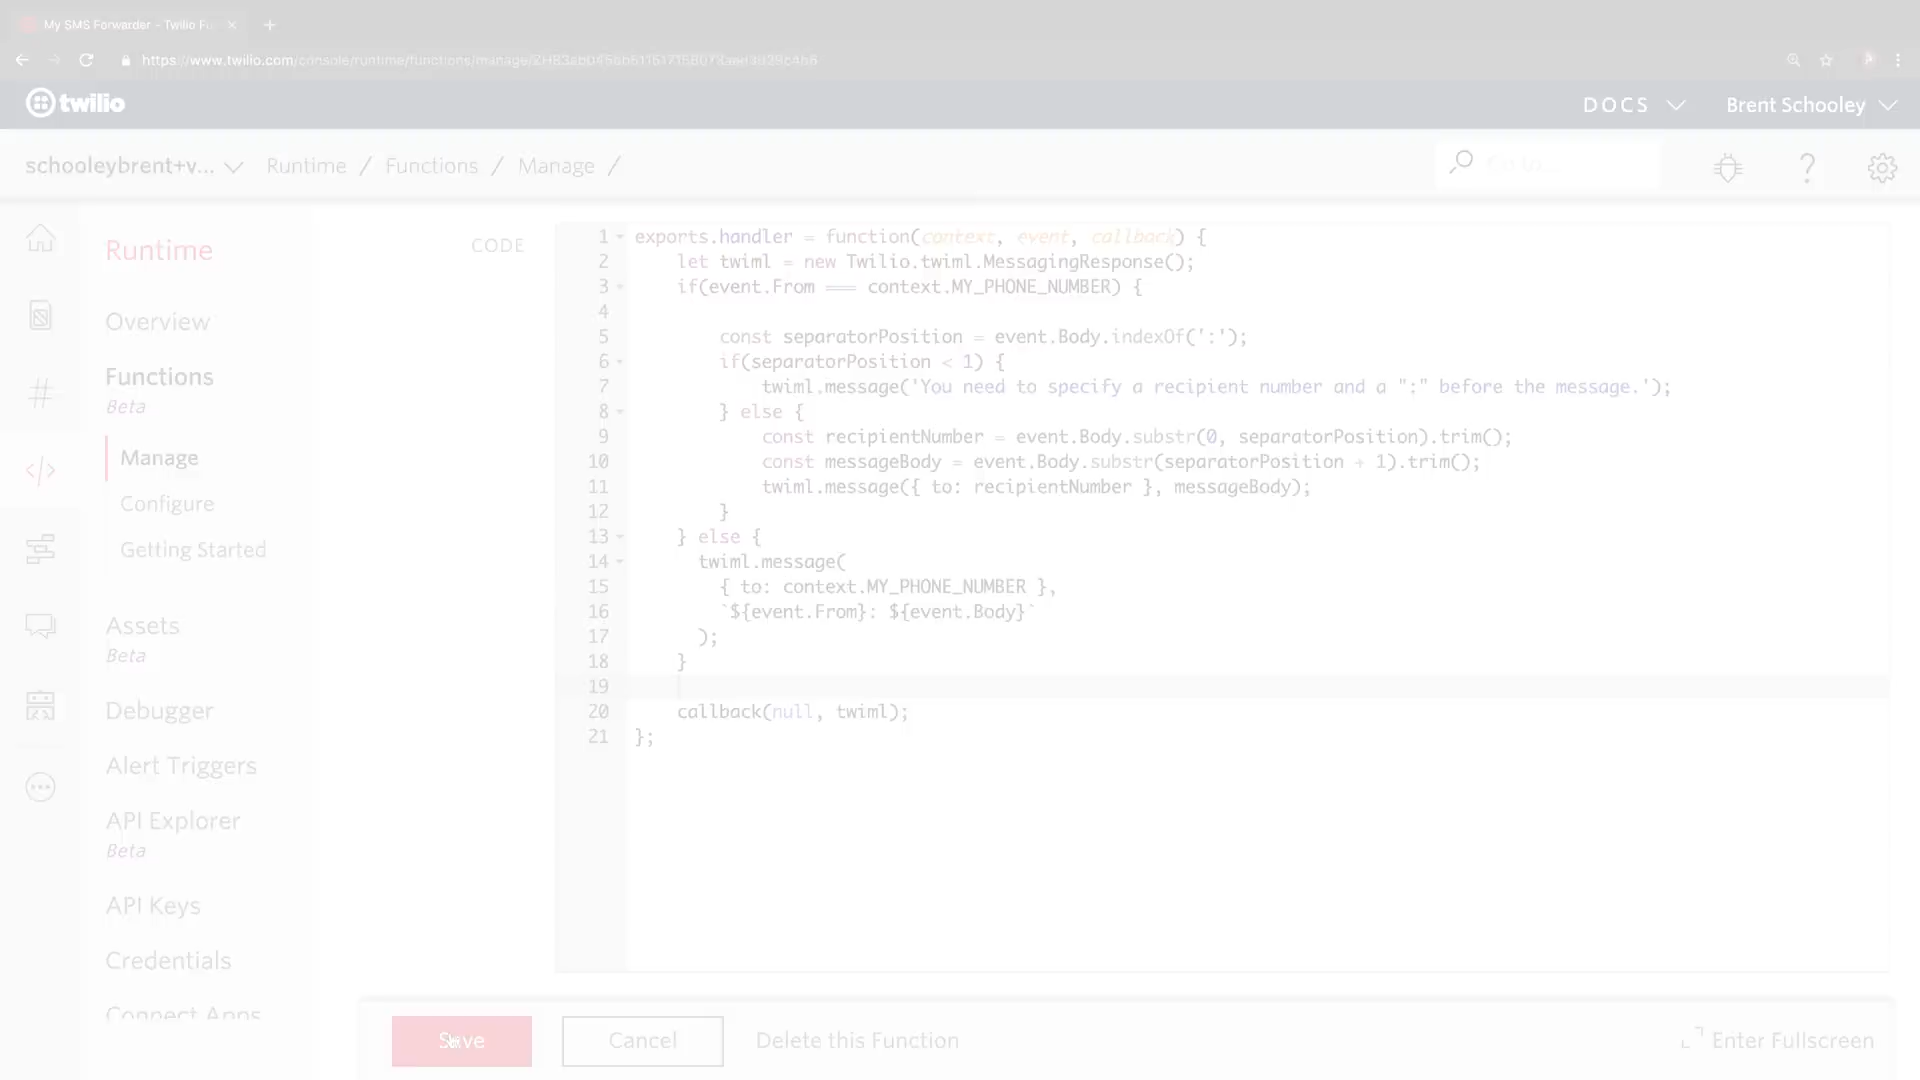 My SMS Forwarder - Twilio Fu
https://www.twilio.com/console/runtime/functions/manage/
twilio
DOCS
Brent Schooley
schooleybrent+v...
Runtime / Functions / Manage /
Runtime
Overview
Functions
Beta
Manage
Configure
Getting Started
Assets
Beta
Debugger
Alert Triggers
API Explorer
Beta
API Keys
Credentials
Connect Apps
CODE
1 exports.handler = function(context, event, callback) {
2 let twiml = new Twilio.twiml.MessagingResponse();
3 if(event.From === context.MY_PHONE_NUMBER) {
4
5 const separatorPosition = event.Body.indexOf(':');
6 if(separatorPosition < 1) {
7 twiml.message('You need to specify a recipient number and a ":" before the message.');
8 } else {
9 const recipientNumber = event.Body.substr(0, separatorPosition).trim();
10 const messageBody = event.Body.substr(separatorPosition + 1).trim();
11 twiml.message({ to: recipientNumber }, messageBody);
12 }
13 } else {
14 twiml.message(
15 { to: context.MY_PHONE_NUMBER },
16 `${event.From}: ${event.Body}`
17 );
18 }
19
20 callback(null, twiml);
21 };
Save
Cancel
Delete this Function
Enter Fullscreen